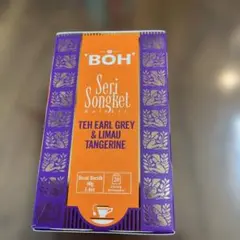 BOH
Seri
Songket
TEH EARL GREY
& LIMAU
TANGERINE